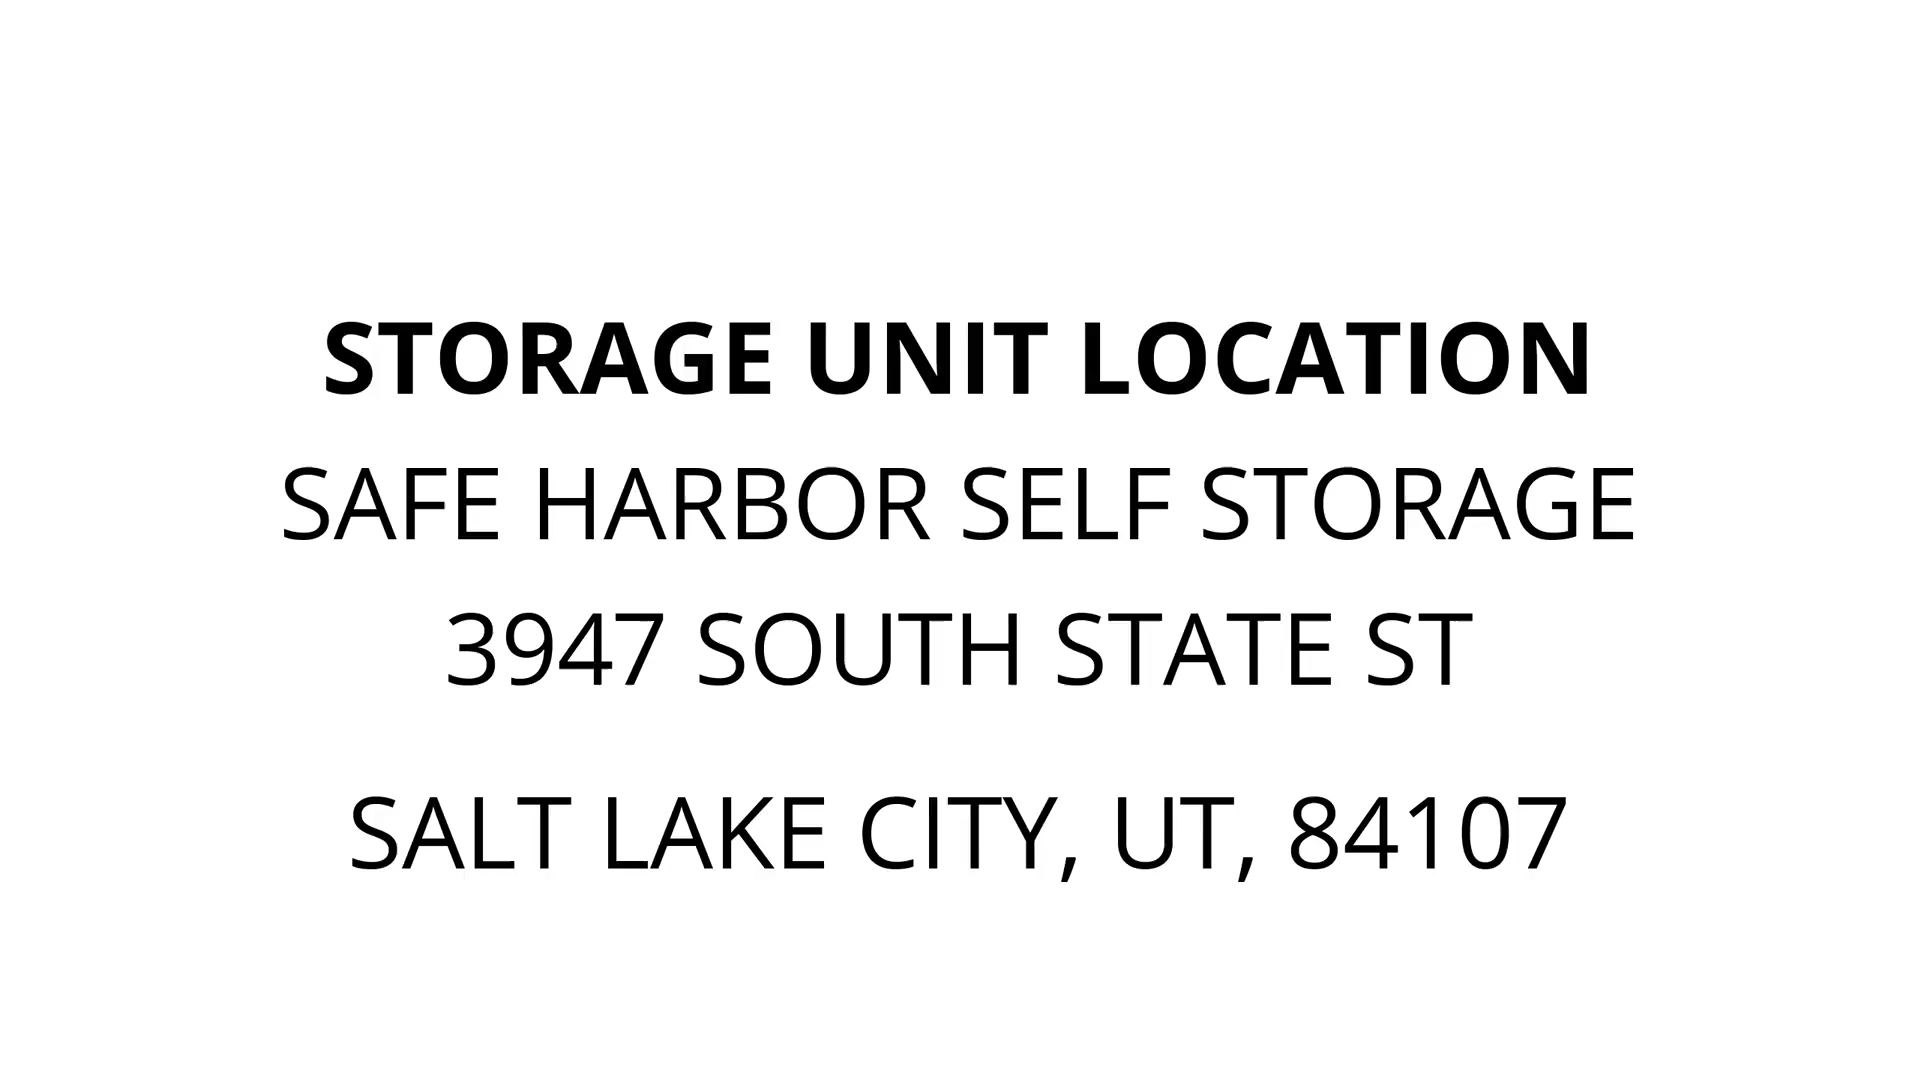 STORAGE UNIT LOCATION
SAFE HARBOR SELF STORAGE
3947 SOUTH STATE ST
SALT LAKE CITY, UT, 84107